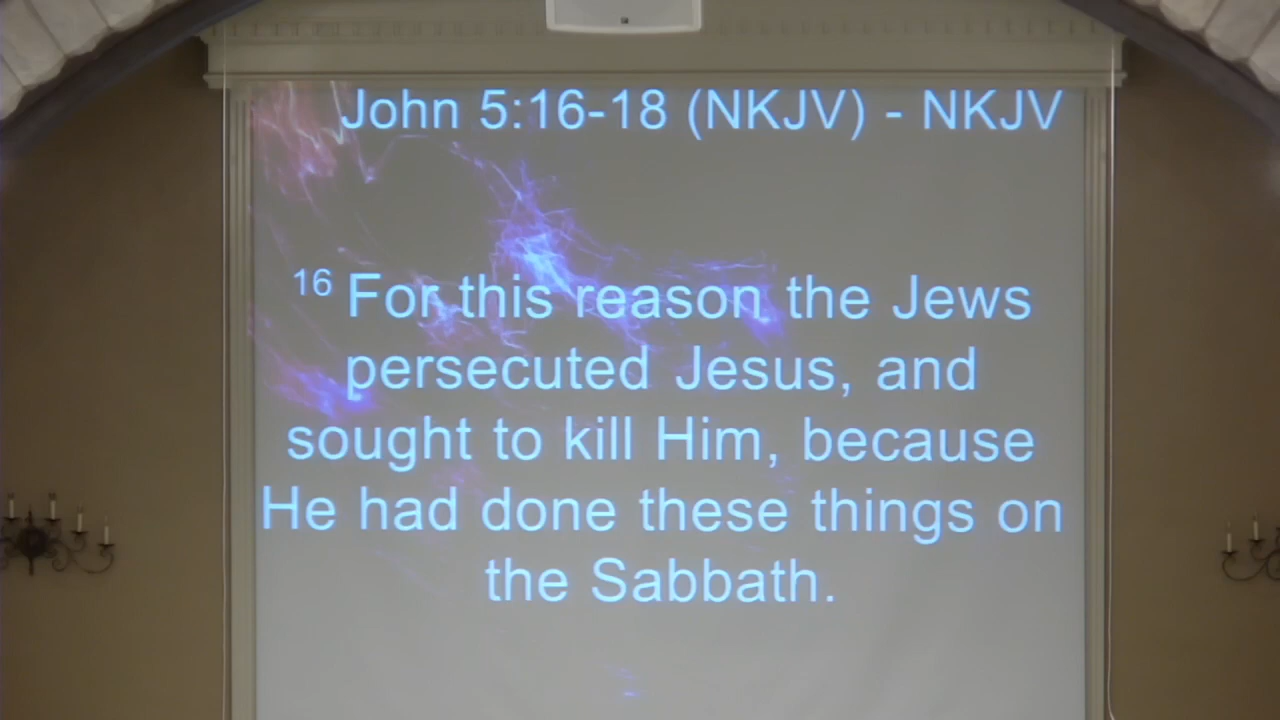 John 5:16-18 (NKJV) - NKJV
16 For this reason the Jews
persecuted Jesus, and
sought to kill Him, because
He had done these things on
the Sabbath.